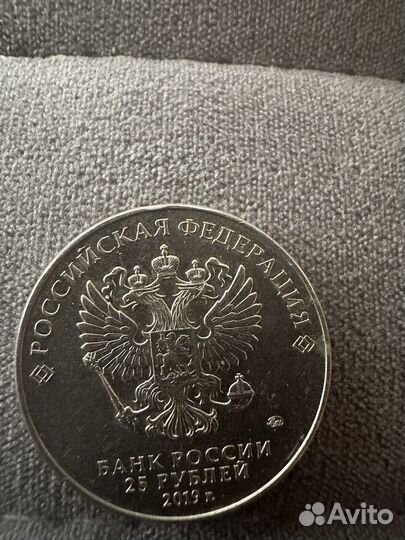 РОССИЙСКАЯ ФЕДЕРАЦИЯ
БАНК РОССИИ
25 РУБЛЕЙ
2019 г.
Avito